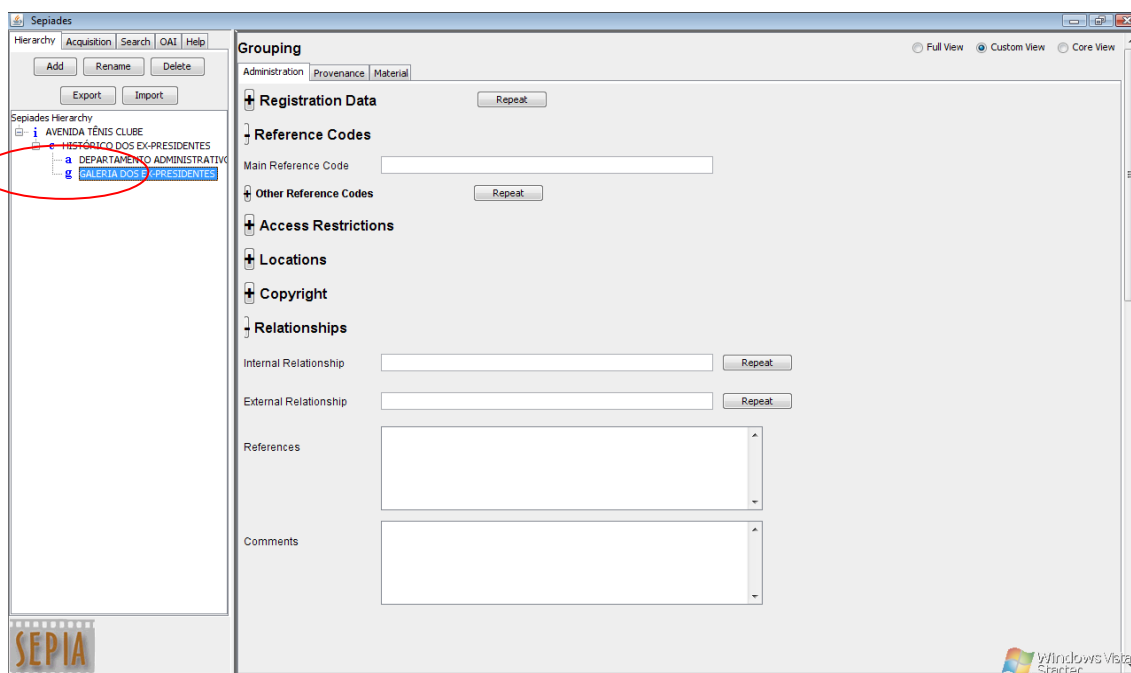 Sepiades
Hierarchy Acquisition Search OAI Help
Add Rename Delete
Export Import
Sepiades Hierarchy
i AVENIDA TÊNIS CLUBE
c HISTÓRICO DOS EX-PRESIDENTES
a DEPARTAMENTO ADMINISTRATIVO
g GALERIA DOS EX-PRESIDENTES
SEPIA
Grouping
Full View Custom View Core View
Administration Provenance Material
Registration Data Repeat
Reference Codes
Main Reference Code
Other Reference Codes Repeat
Access Restrictions
Locations
Copyright
Relationships
Internal Relationship Repeat
External Relationship Repeat
References
Comments
Windows Vista
Starter